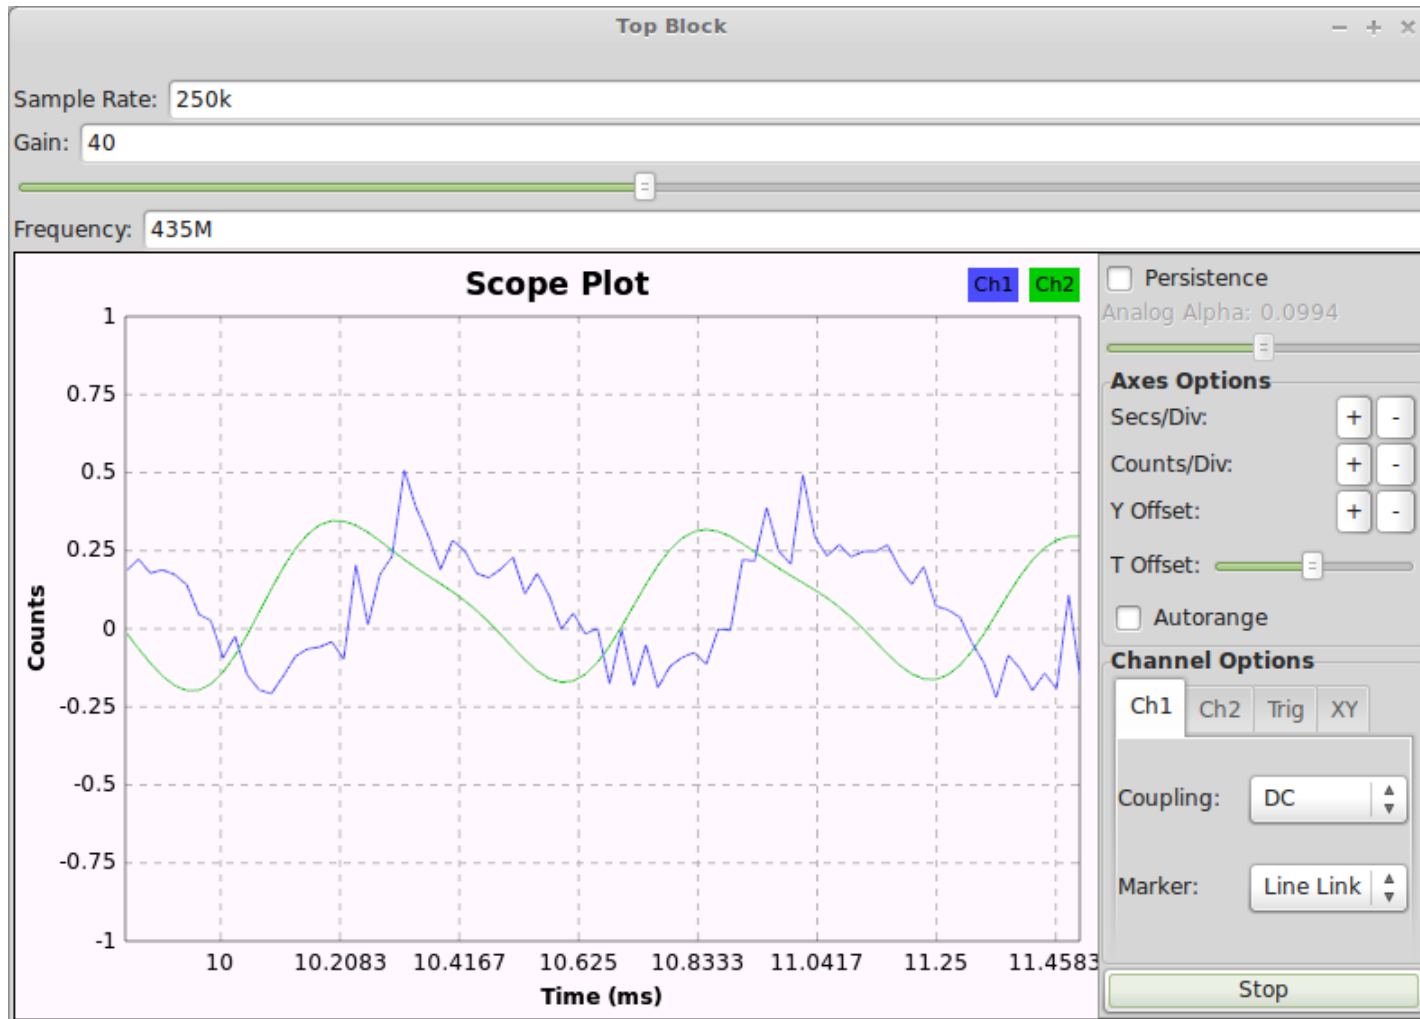 Top Block
Sample Rate: 250k
Gain: 40
Frequency: 435M
Scope Plot
Ch1 Ch2
1
0.75
0.5
0.25
0
-0.25
-0.5
-0.75
-1
Counts
10 10.2083 10.4167 10.625 10.8333 11.0417 11.25 11.4583
Time (ms)
Persistence
Analog Alpha: 0.0994
Axes Options
Secs/Div: + -
Counts/Div: + -
Y Offset: + -
T Offset:
Autorange
Channel Options
Ch1 Ch2 Trig XY
Coupling: DC
Marker: Line Link
Stop